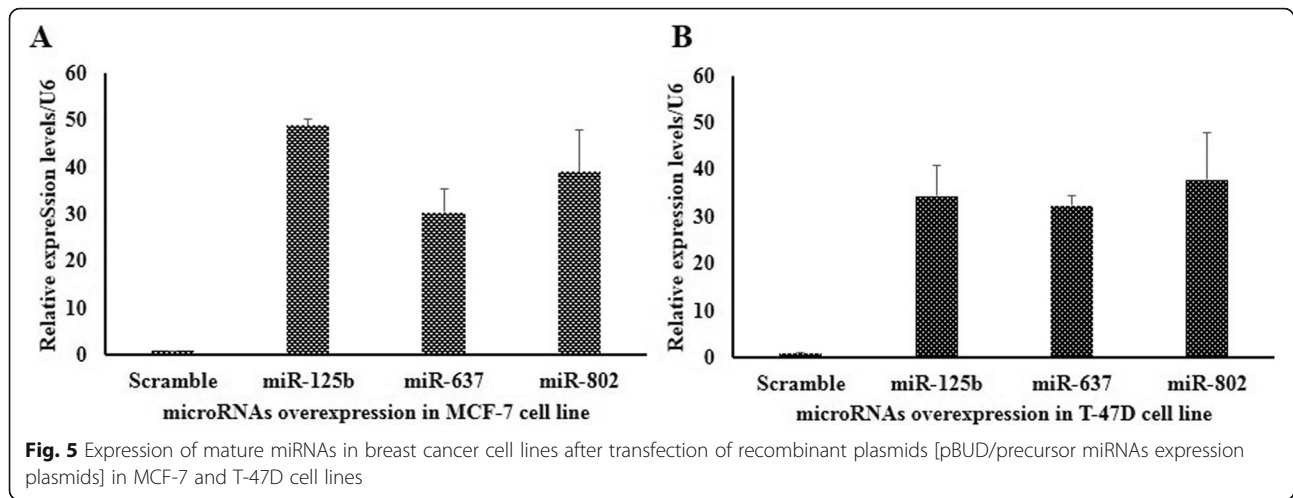 A
Relative expreSsion levels/U6
60
50
40
30
20
10
0
Scramble miR-125b miR-637 miR-802
microRNAs overexpression in MCF-7 cell line
B
Relative expression levels/U6
60
50
40
30
20
10
0
Scramble miR-125b miR-637 miR-802
microRNAs overexpression in T-47D cell line
Fig. 5 Expression of mature miRNAs in breast cancer cell lines after transfection of recombinant plasmids [pBUD/precursor miRNAs expression
plasmids] in MCF-7 and T-47D cell lines